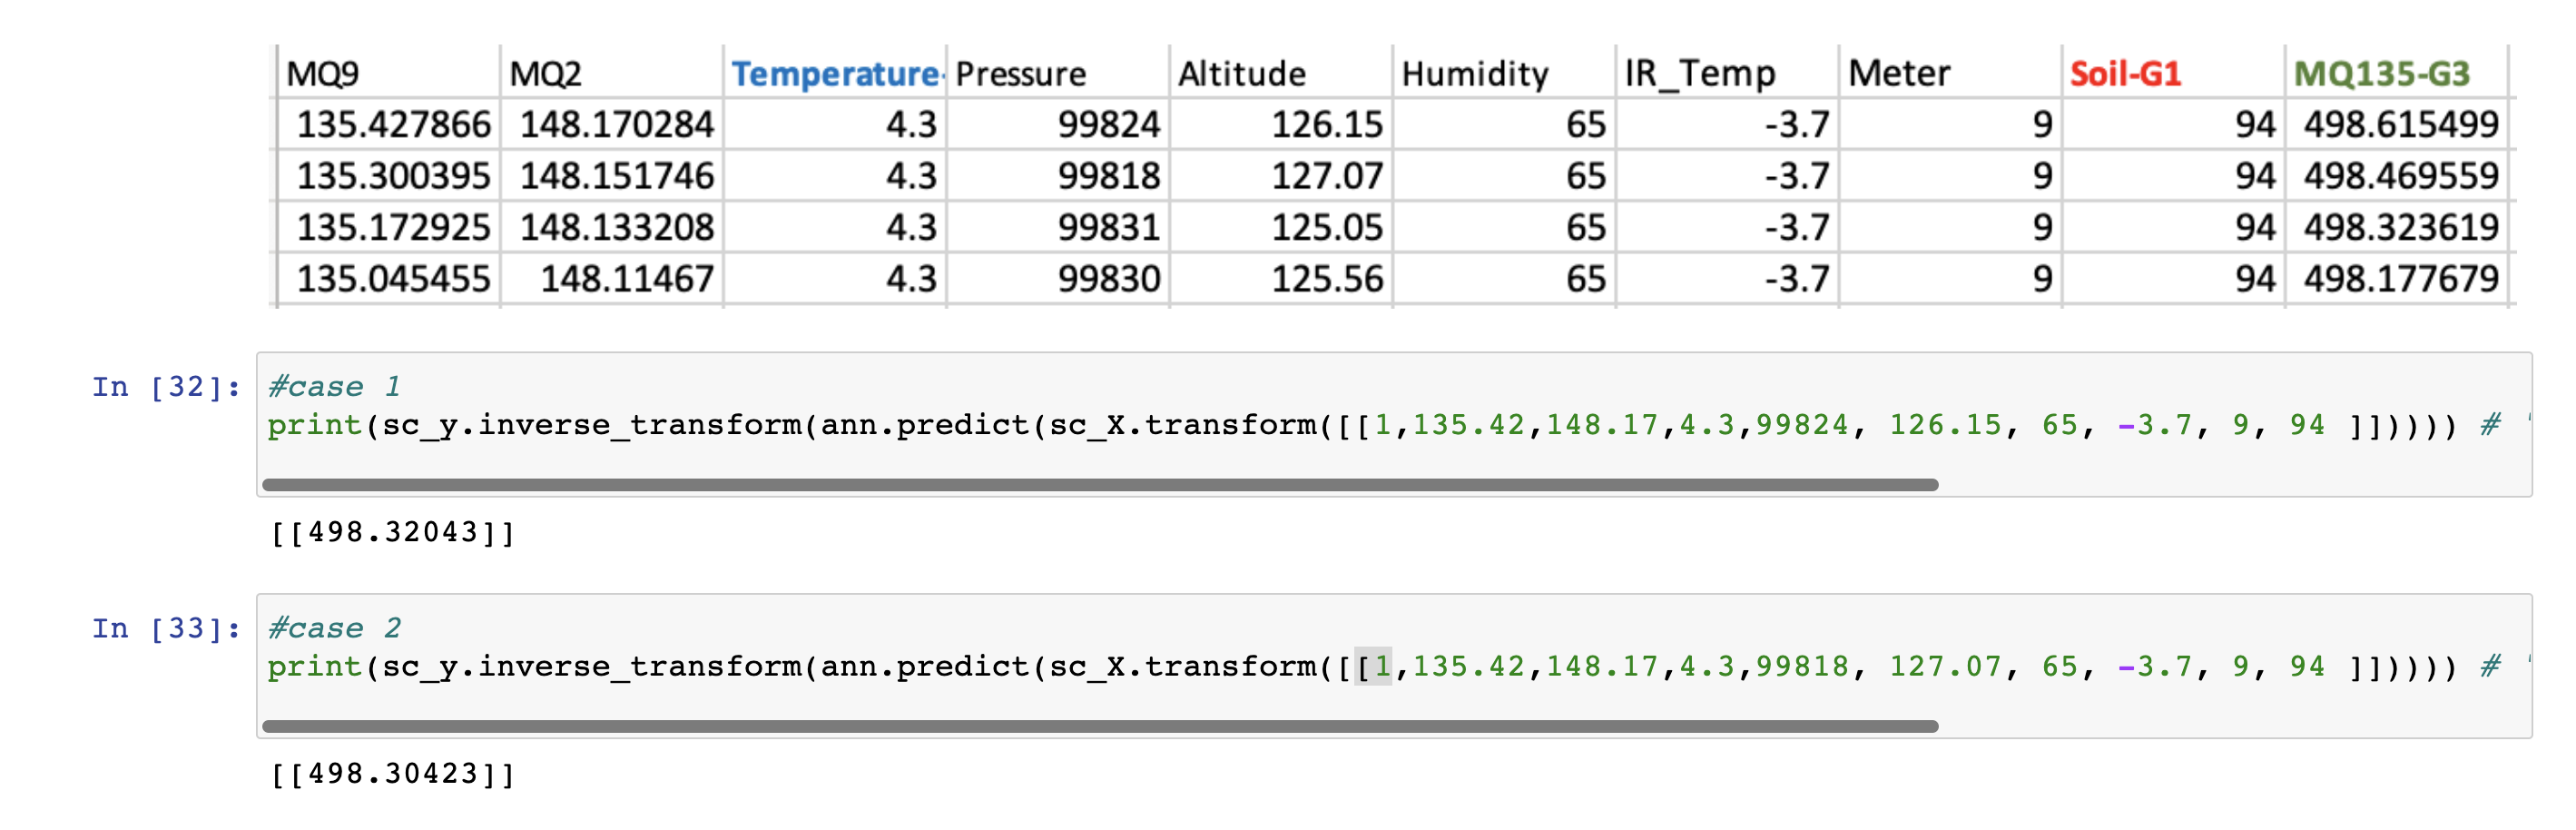 MQ9 MQ2 Temperature- Pressure Altitude Humidity IR_Temp Meter Soil-G1 MQ135-G3
135.427866 148.170284 4.3 99824 126.15 65 -3.7 9 94 498.615499
135.300395 148.151746 4.3 99818 127.07 65 -3.7 9 94 498.469559
135.172925 148.133208 4.3 99831 125.05 65 -3.7 9 94 498.323619
135.045455 148.11467 4.3 99830 125.56 65 -3.7 9 94 498.177679
In [32]: #case 1
print(sc_y.inverse_transform(ann.predict(sc_X.transform([[1,135.42,148.17,4.3,99824, 126.15, 65, -3.7, 9, 94 ]])))) #
[[498.32043]]
In [33]: #case 2
print(sc_y.inverse_transform(ann.predict(sc_X.transform([[1,135.42,148.17,4.3,99818, 127.07, 65, -3.7, 9, 94 ]])))) #
[[498.30423]]